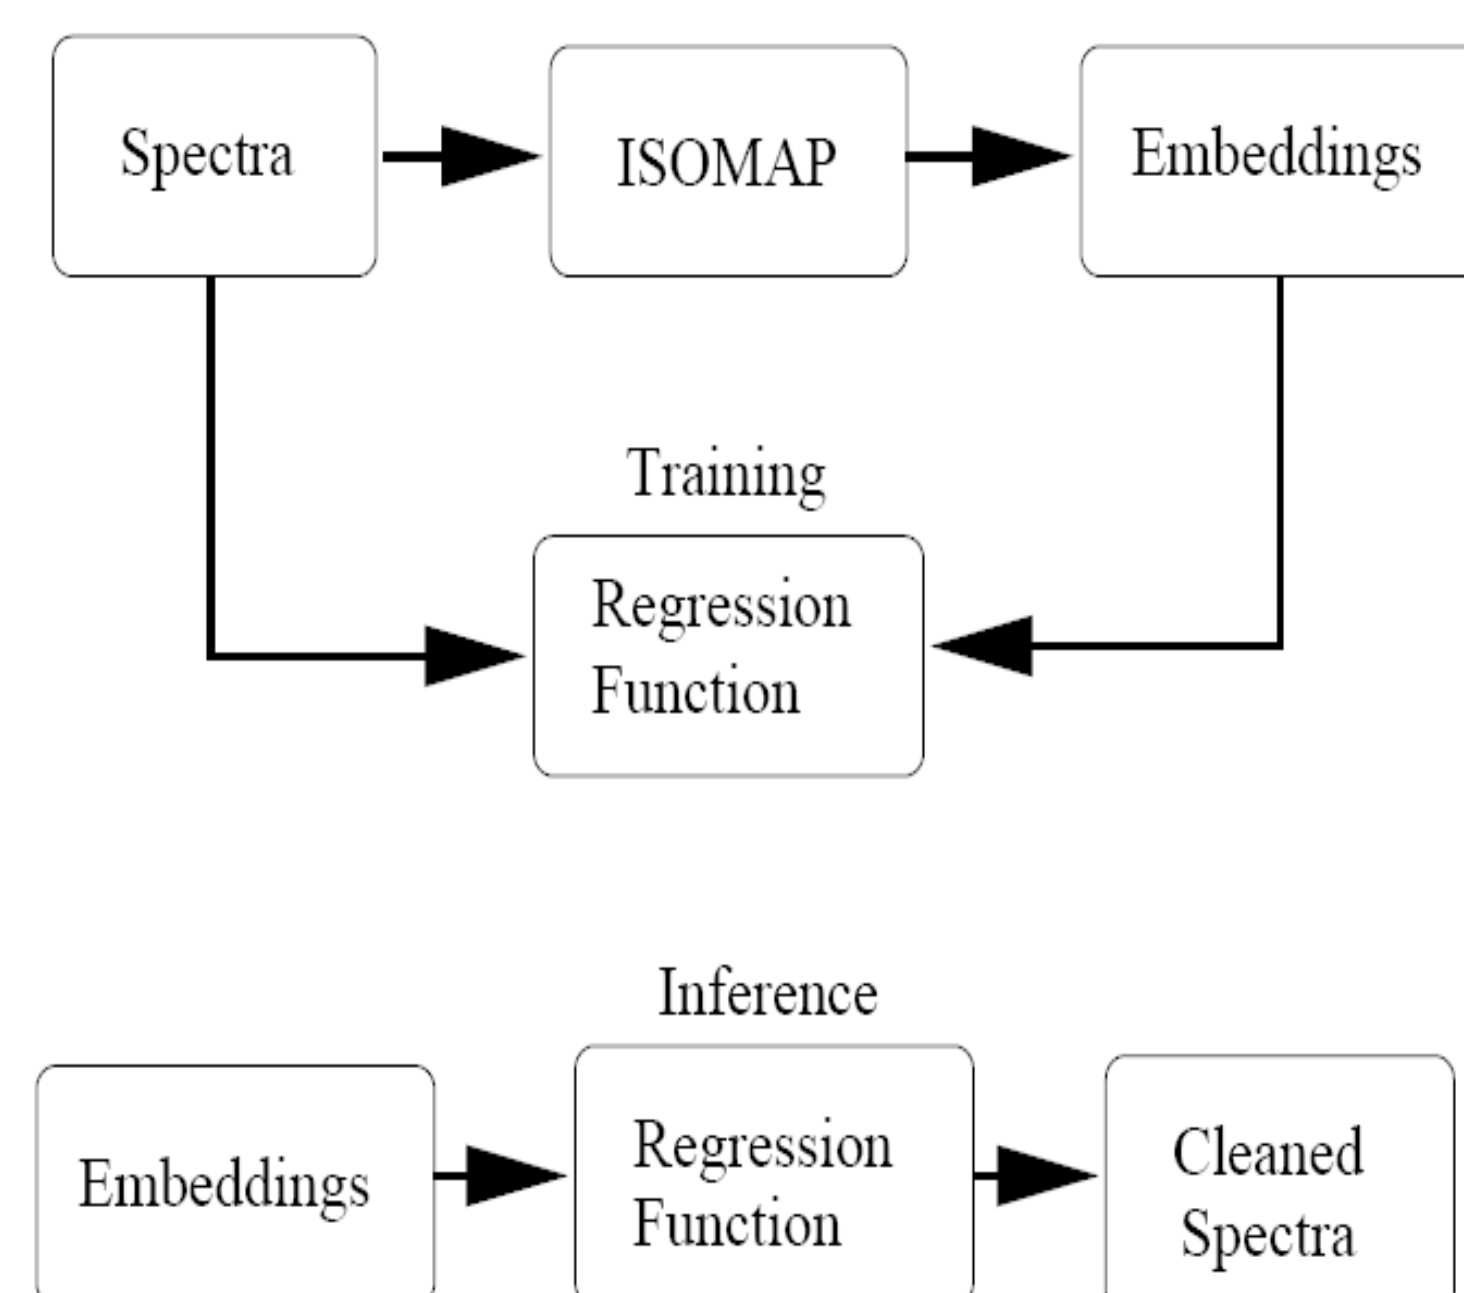 Spectra
ISOMAP
Embeddings
Training
Regression
Function
Inference
Embeddings
Regression
Function
Cleaned
Spectra